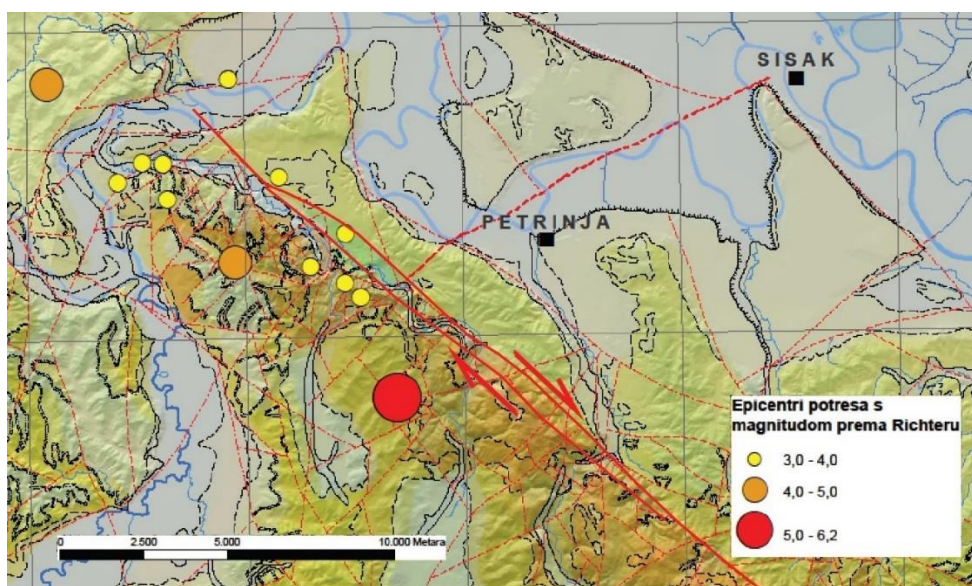 SISAK
PETRINJA
Epicentri potresa s
magnitudom prema Richteru
3,0 - 4,0
4,0 - 5,0
5,0 - 6,2
0 2.500 5.000 10.000 Metara